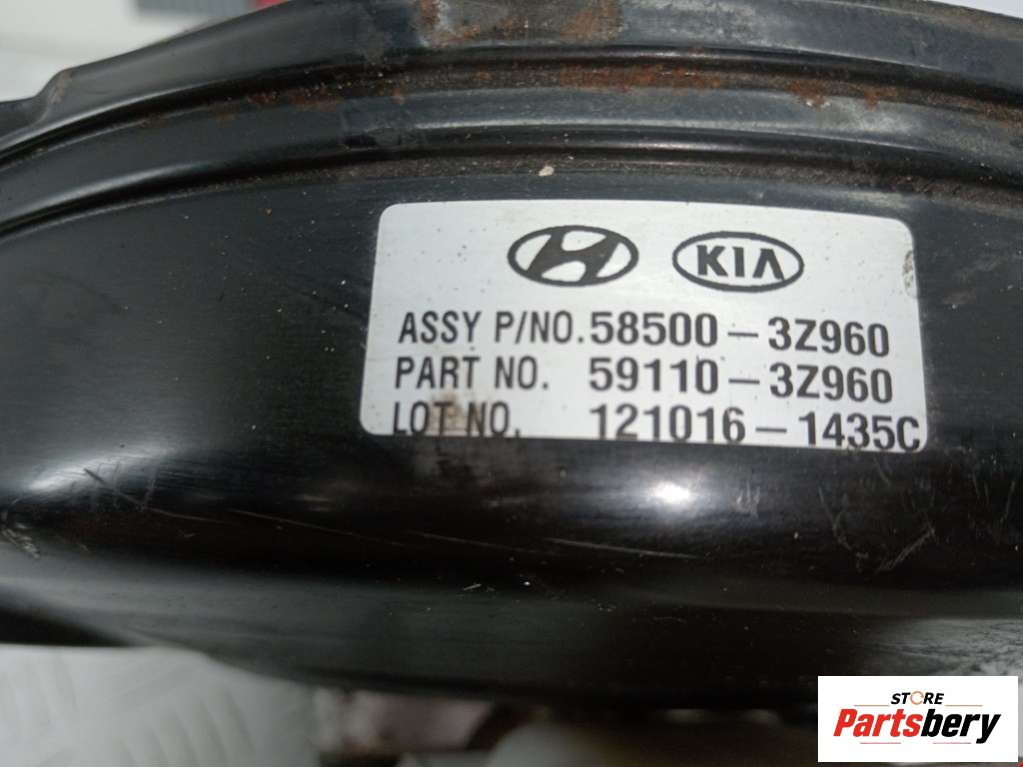 KIA
ASSY P/NO. 58500-3Z960
PART NO. 59110-3Z960
LOT NO. 121016-1435C
STORE
Partsbery